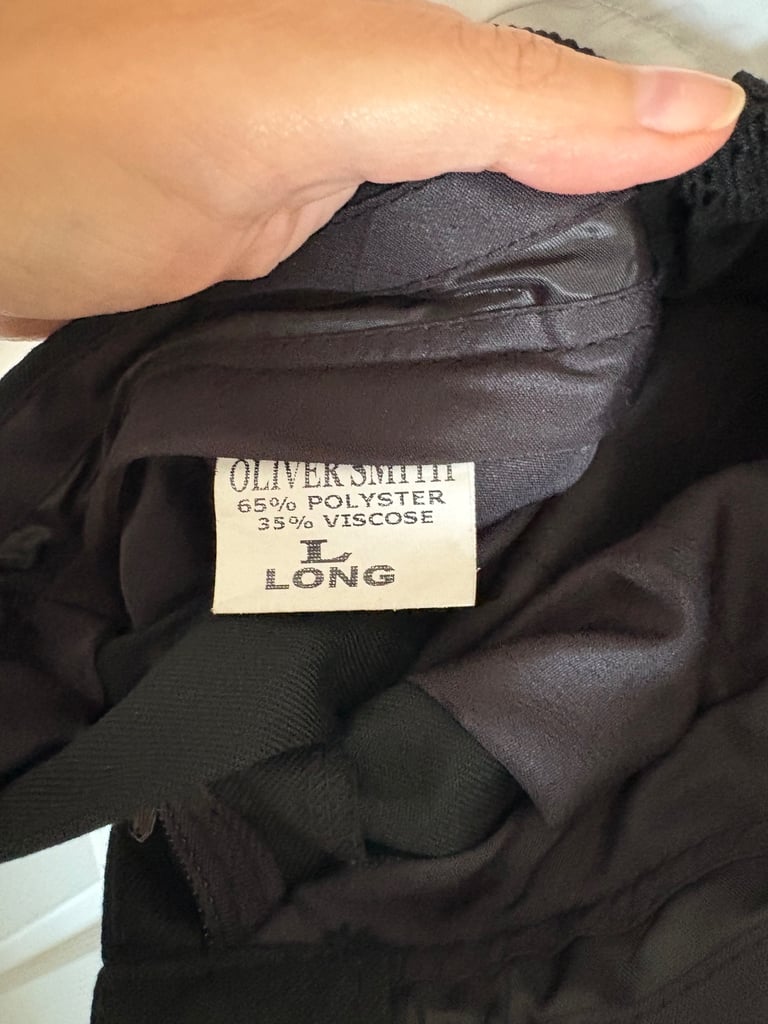 OLIVER SMITH
65% POLYSTER
35% VISCOSE
L
LONG